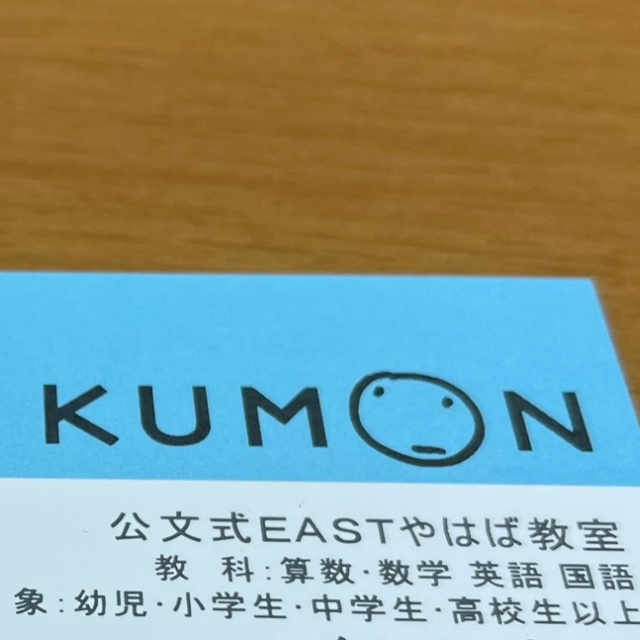 KUMON
公文式EASTやはば教室
教 科:算数・数学 英語 国語
象:幼児・小学生・中学生・高校生以上